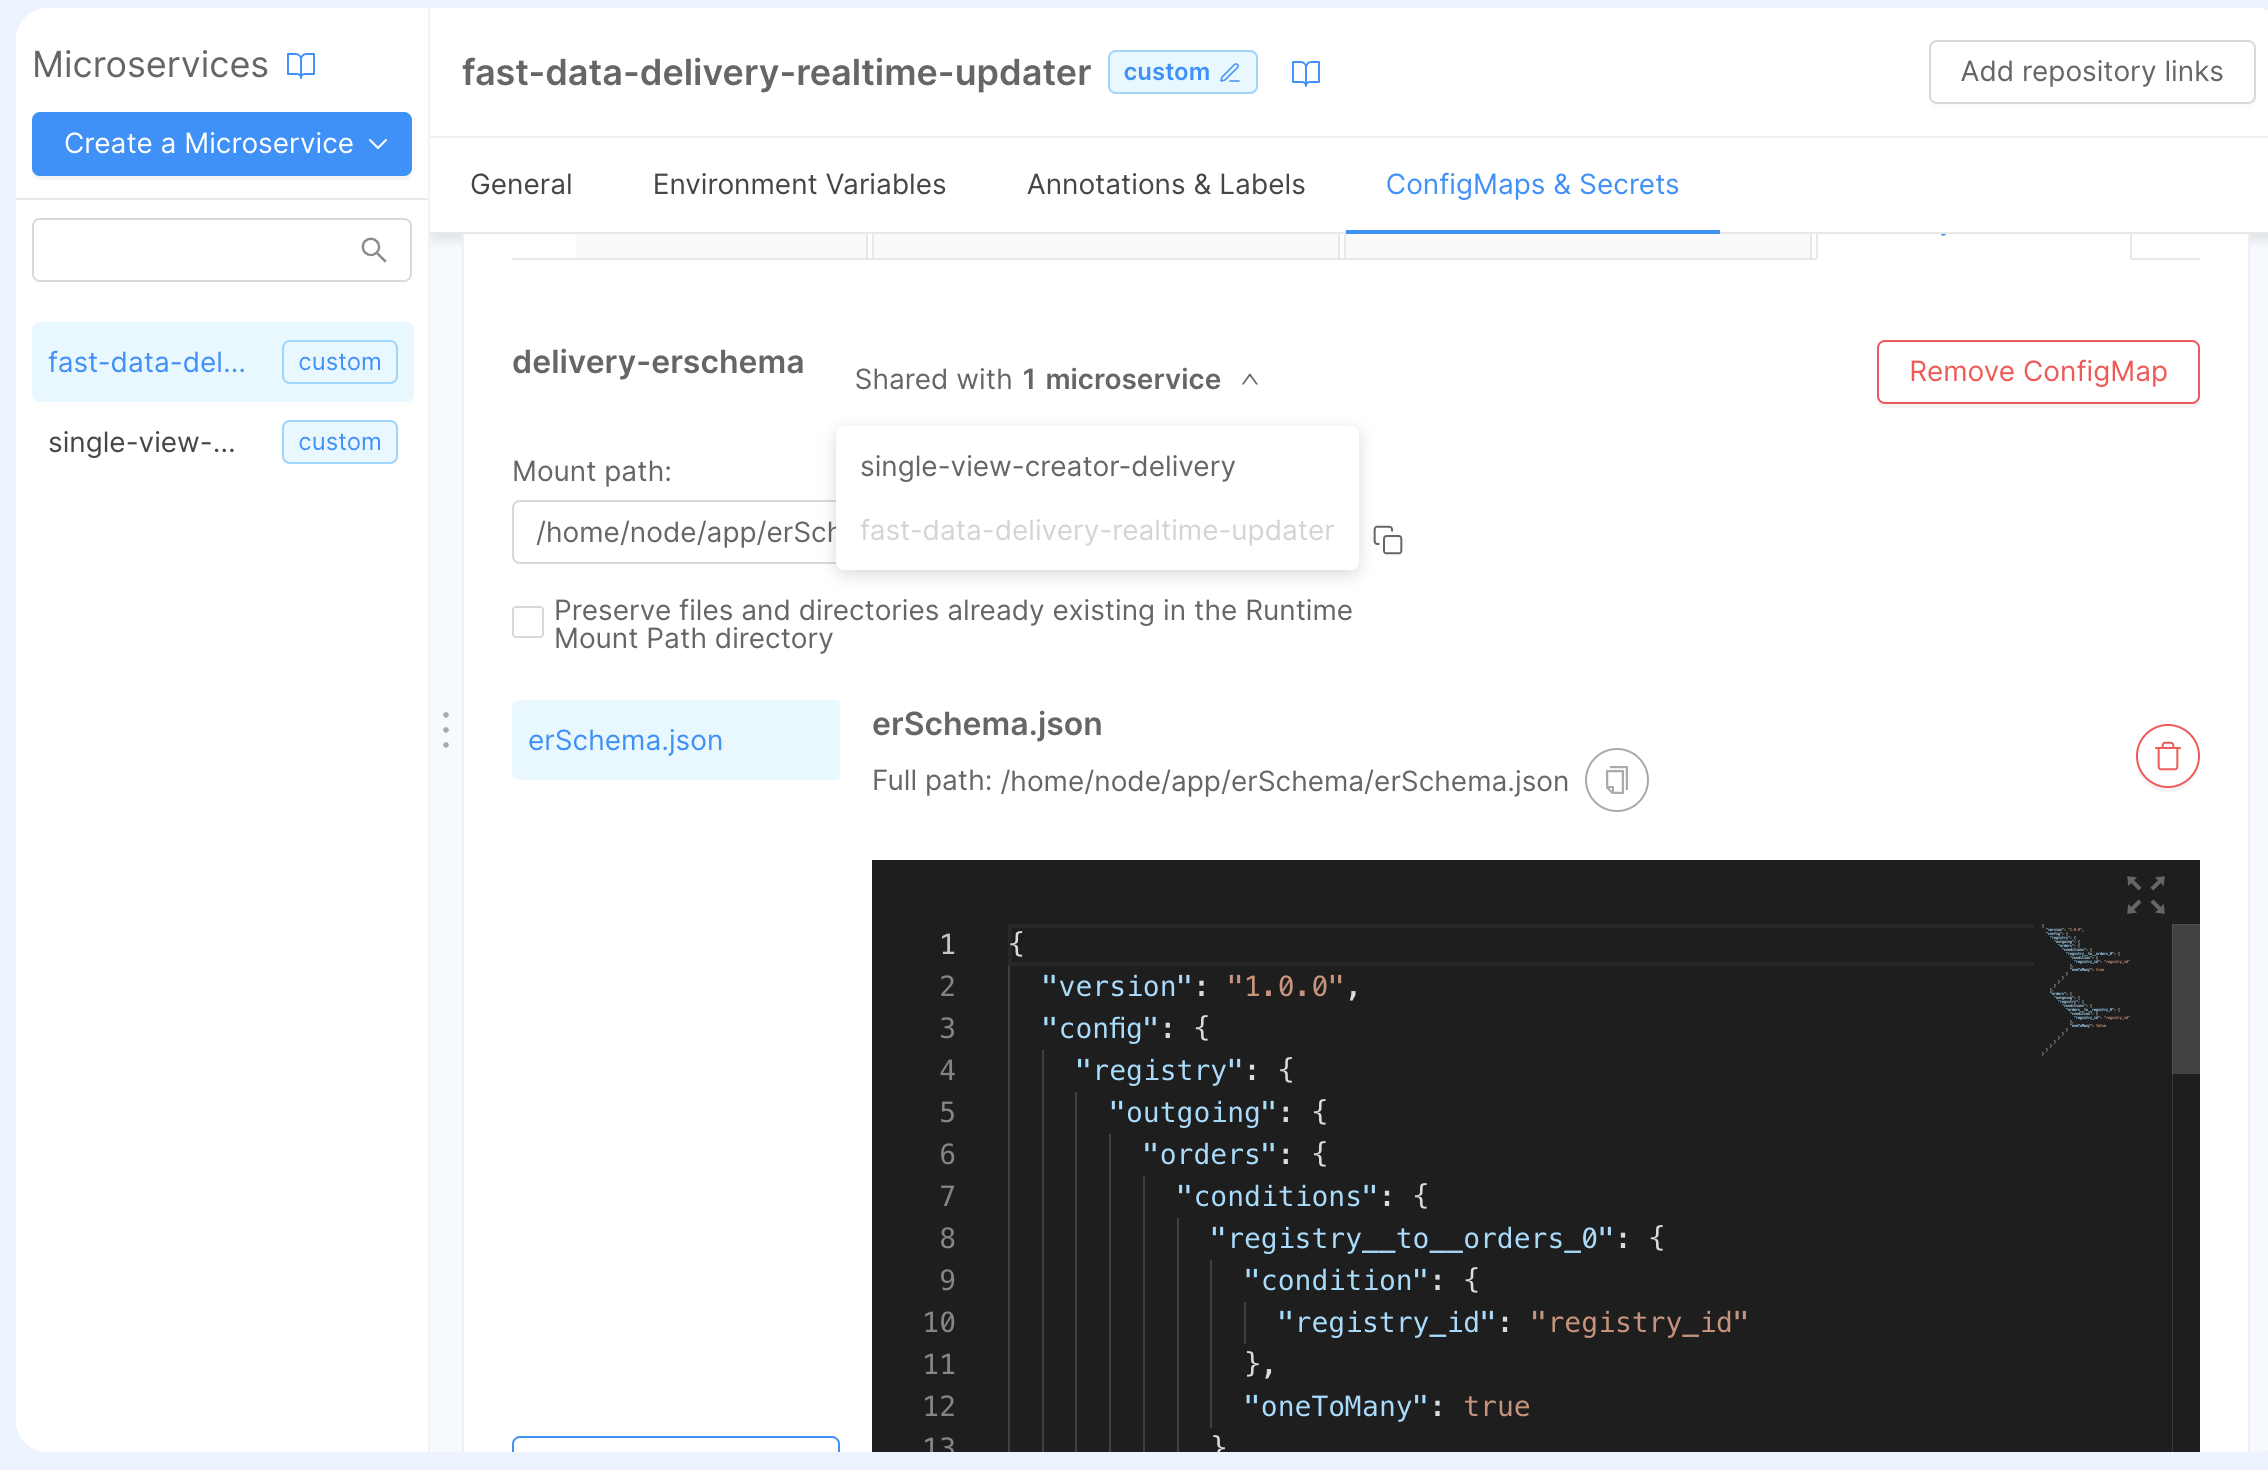 Microservices
Create a Microservice
fast-data-del... custom
single-view-... custom
fast-data-delivery-realtime-updater custom
Add repository links
General Environment Variables Annotations & Labels ConfigMaps & Secrets
delivery-erschema
Shared with 1 microservice
Remove ConfigMap
single-view-creator-delivery
fast-data-delivery-realtime-updater
Mount path:
/home/node/app/erSch
Preserve files and directories already existing in the Runtime
Mount Path directory
erSchema.json
erSchema.json
Full path: /home/node/app/erSchema/erSchema.json
1 {
2 "version": "1.0.0",
3 "config": {
4 "registry": {
5 "outgoing": {
6 "orders": {
7 "conditions": {
8 "registry__to__orders_0": {
9 "condition": {
10 "registry_id": "registry_id"
11 },
12 "oneToMany": true
13 }